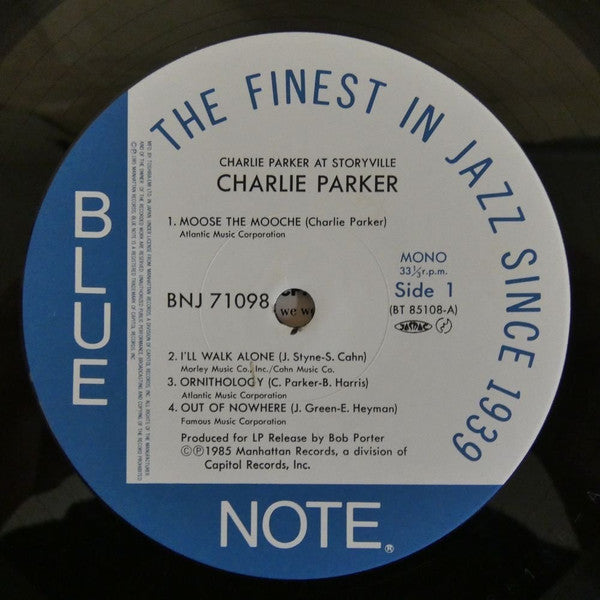 THE FINEST IN JAZZ SINCE 1939
CHARLIE PARKER AT STORYVILLE
CHARLIE PARKER
1. MOOSE THE MOOCHE (Charlie Parker)
Atlantic Music Corporation
MONO
33⅓r.p.m.
BNJ 71098
Side 1
(BT 85108-A)
we we
2. I'LL WALK ALONE (J. Styne-S. Cahn)
Morley Music Co., Inc./Cahn Music Co.
3. ORNITHOLOGY (C. Parker-B. Harris)
Atlantic Music Corporation
4. OUT OF NOWHERE (J. Green-E. Heyman)
Famous Music Corporation
Produced for LP Release by Bob Porter
©℗1985 Manhattan Records, a division of
Capitol Records, Inc.
BLUE
NOTE®